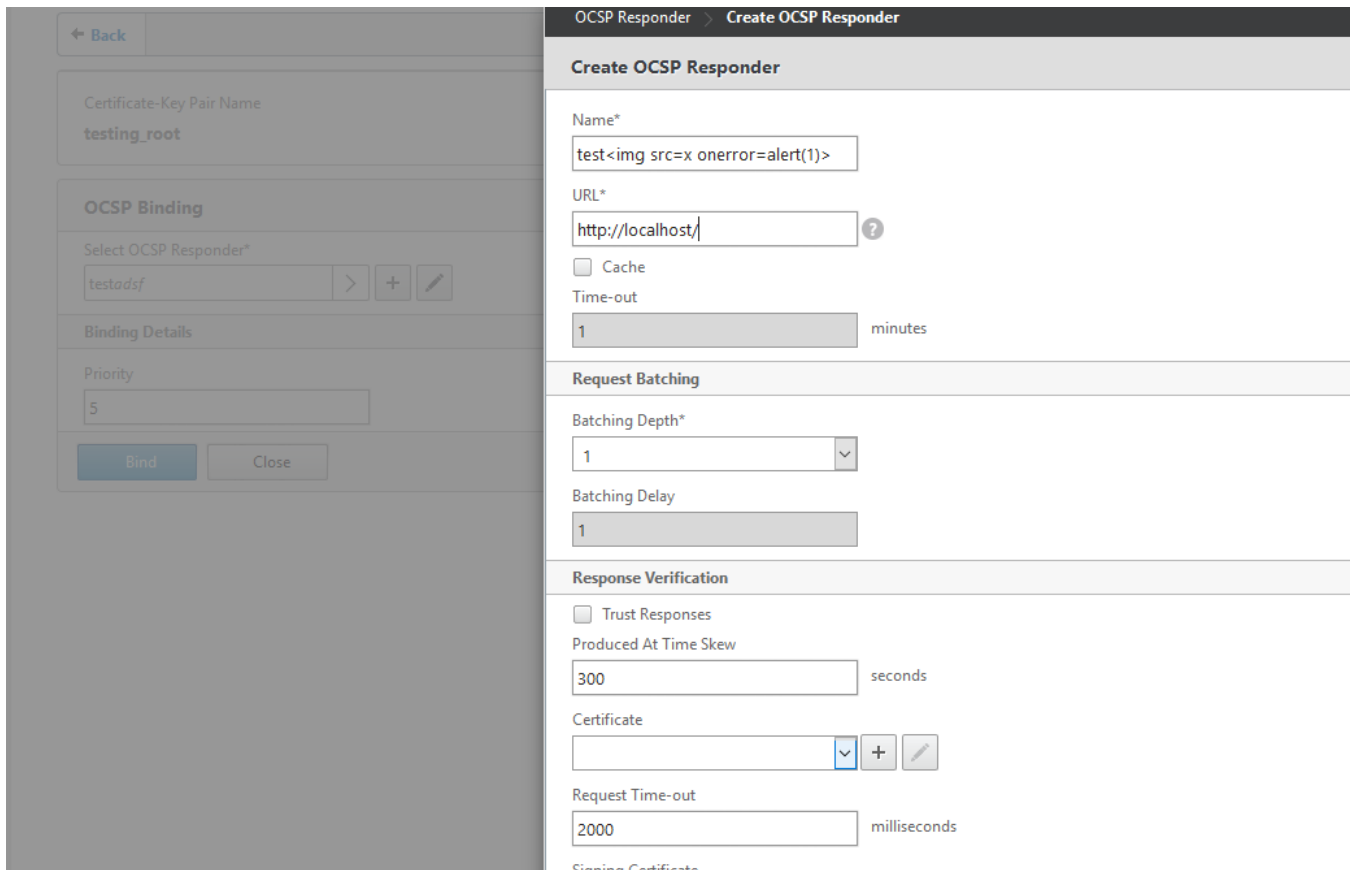 Back
Certificate-Key Pair Name
testing_root
OCSP Binding
Select OCSP Responder*
testadsf
Binding Details
Priority
5
Bind Close
OCSP Responder > Create OCSP Responder
Create OCSP Responder
Name*
test<img src=x onerror=alert(1)>
URL*
http://localhost/
?
Cache
Time-out
1 minutes
Request Batching
Batching Depth*
1
Batching Delay
1
Response Verification
Trust Responses
Produced At Time Skew
300 seconds
Certificate
Request Time-out
2000 milliseconds
Signing Certificate